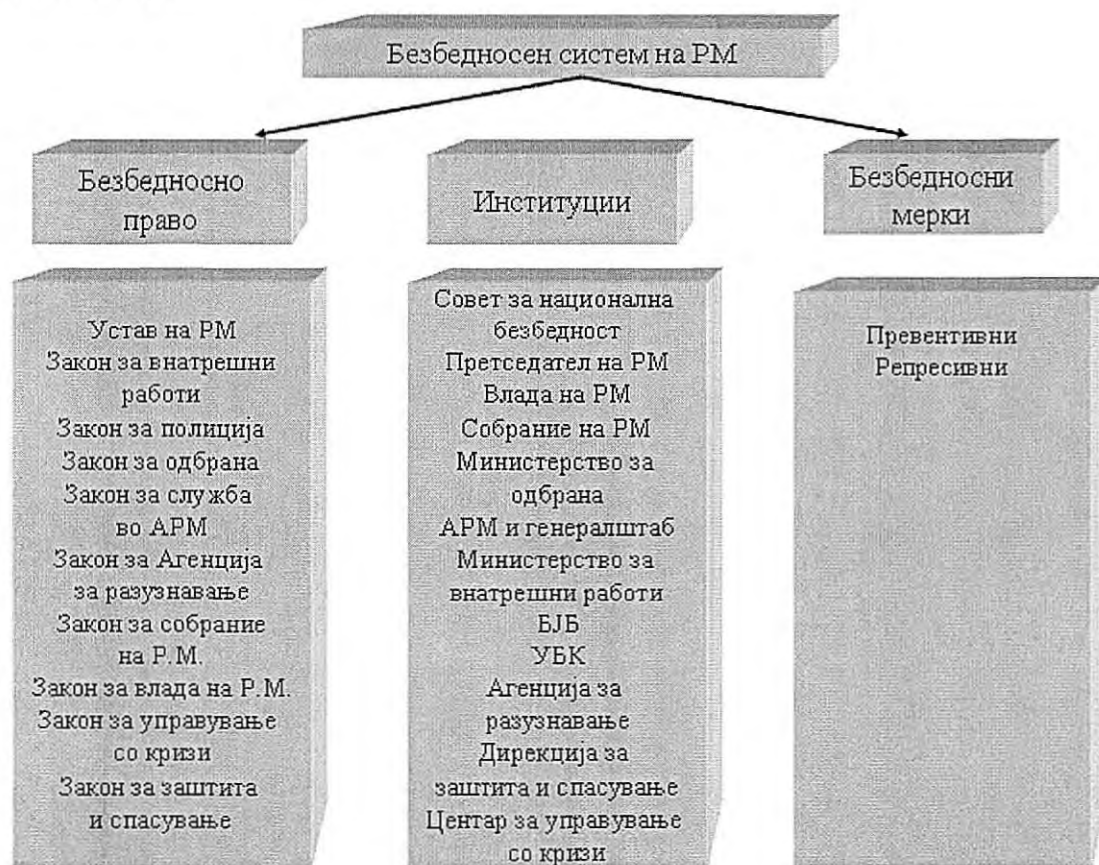 Безбедносен систем на РМ
Безбедносно
право
Институции
Безбедносни
мерки
Устав на РМ
Закон за внатрешни
работи
Закон за полиција
Закон за одбрана
Закон за служба
во АРМ
Закон за Агенција
за разузнавање
Закон за собрание
на Р.М.
Закон за влада на Р.М.
Закон за управување
со кризи
Закон за заштита
и спасување
Совет за национална
безбедност
Претседател на РМ
Влада на РМ
Собрание на РМ
Министерство за
одбрана
АРМ и генералштаб
Министерство за
внатрешни работи
БЈБ
УБК
Агенција за
разузнавање
Дирекција за
заштита и спасување
Центар за управување
со кризи
Превентивни
Репресивни